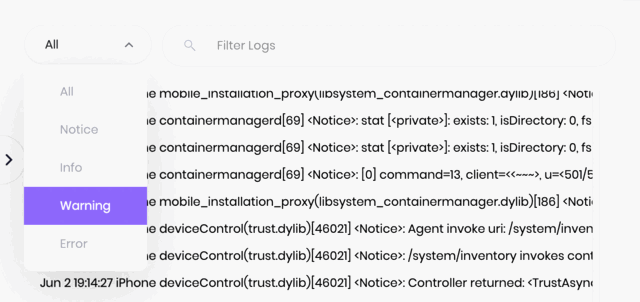 All
Filter Logs
All
Notice
Info
Warning
Error
ne mobile_installation_proxy(libsystem_containermanager.dylib)[186] <Noti
ne containermanagerd[69] <Notice>: stat [<private>]: exists: 1, isDirectory: 0, fs
ne containermanagerd[69] <Notice>: stat [<private>]: exists: 1, isDirectory: 0, fs
ne containermanagerd[69] <Notice>: [0] command=13, client=<<~~~>, u=<501/5
ne mobile_installation_proxy(libsystem_containermanager.dylib)[186] <Notic
ne deviceControl(trust.dylib)[46021] <Notice>: Agent invoke uri: /system/inven
ne deviceControl(trust.dylib)[46021] <Notice>: /system/inventory invokes cont
Jun 2 19:14:27 iPhone deviceControl(trust.dylib)[46021] <Notice>: Controller returned: <TrustAsync